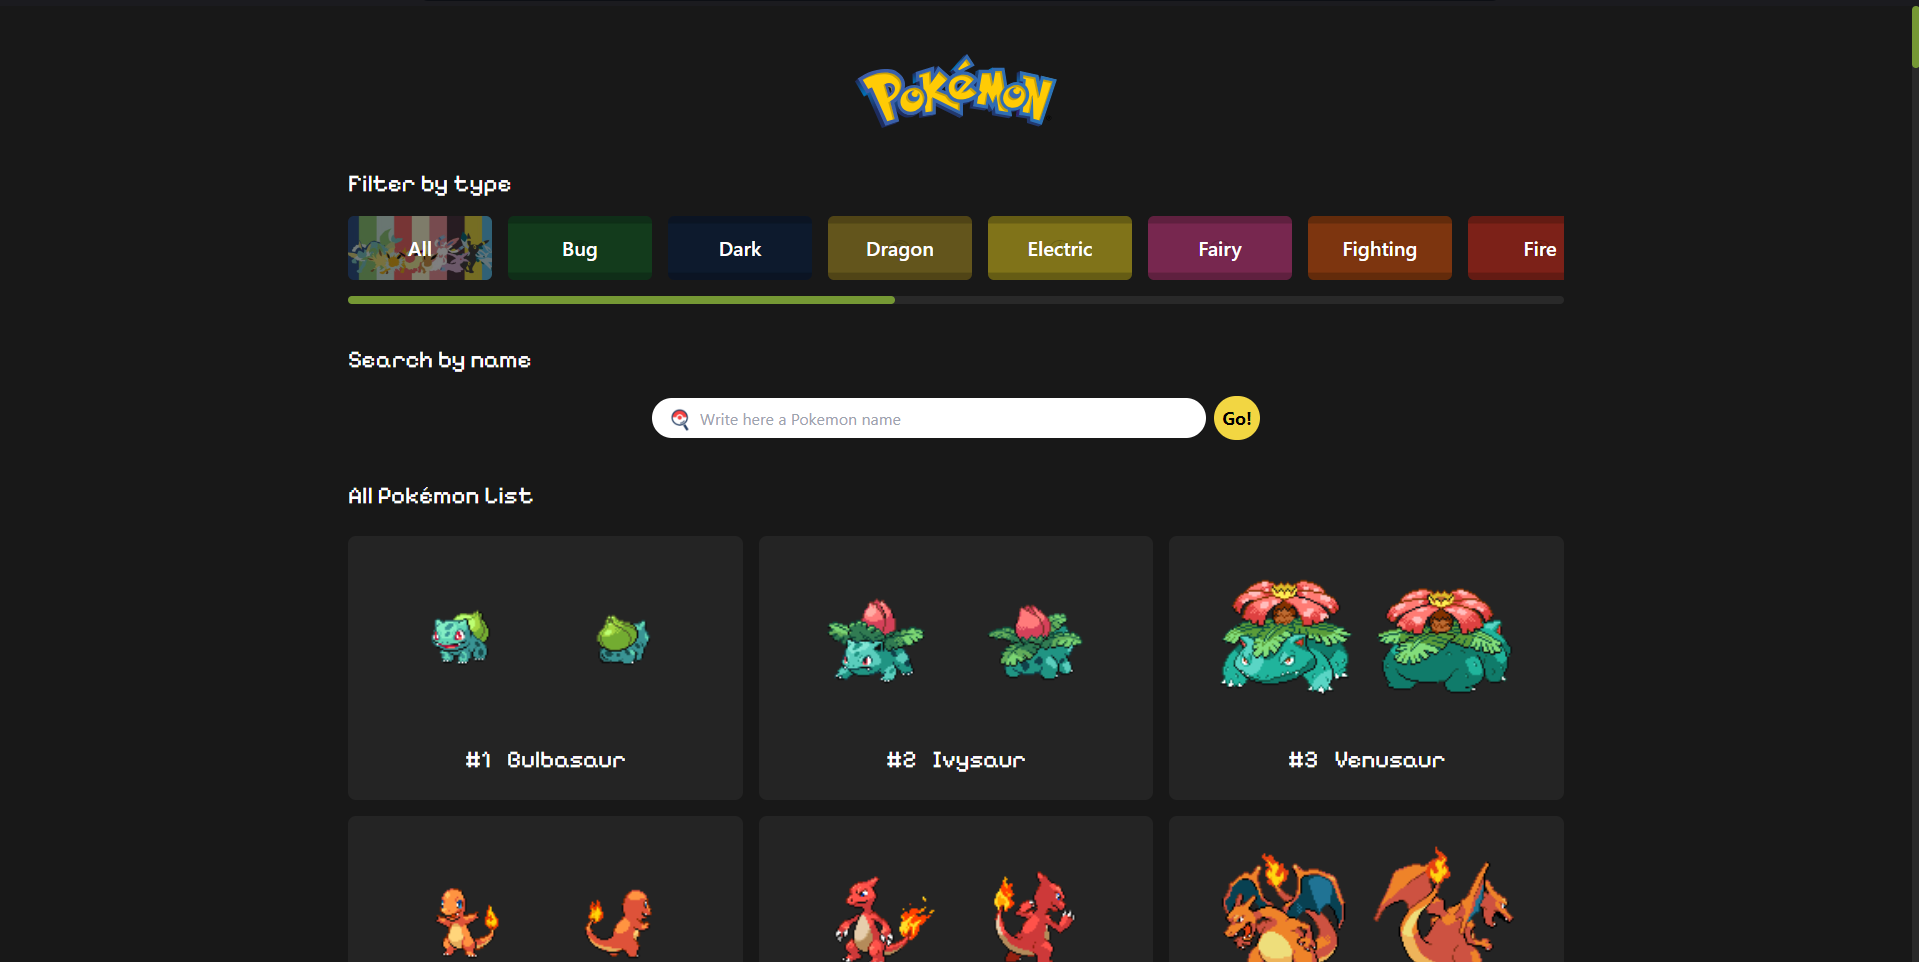 Pokémon
Filter by type
All
Bug
Dark
Dragon
Electric
Fairy
Fighting
Fire
Search by name
Write here a Pokemon name
Go!
All Pokémon List
#1 Bulbasaur
#2 Ivysaur
#3 Venusaur